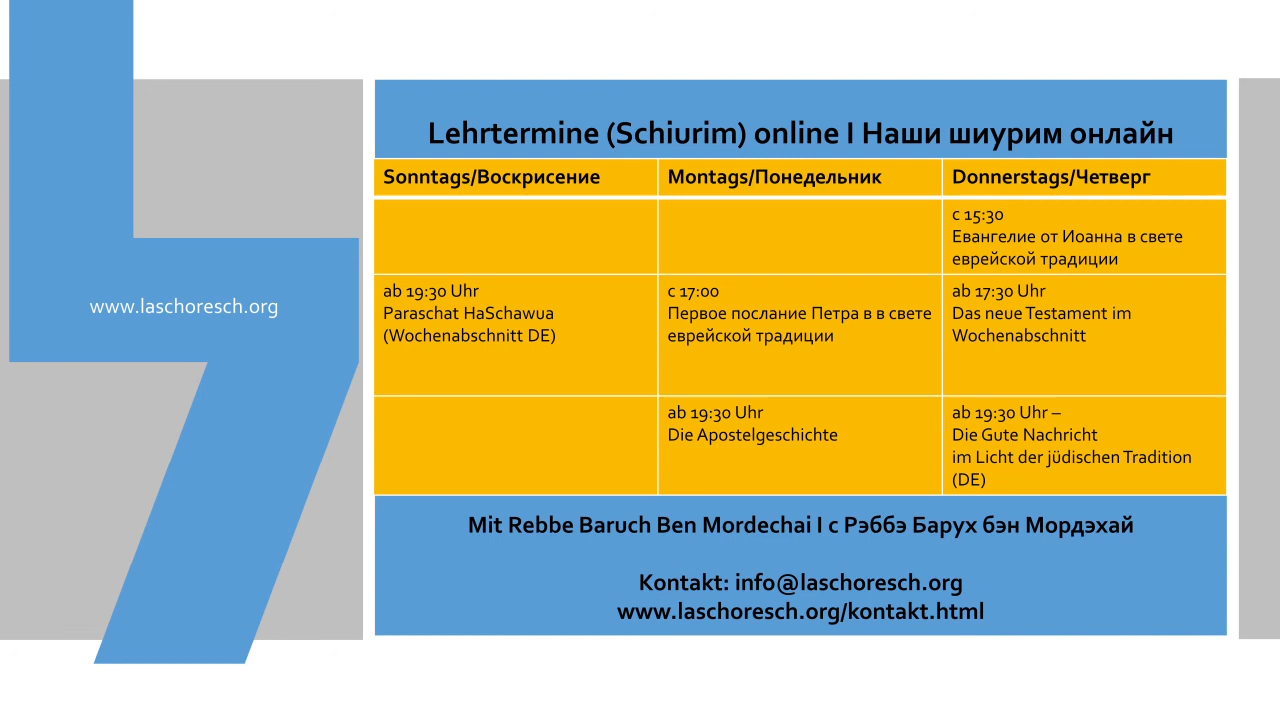 www.laschoresch.org
Lehrtermine (Schiurim) online I Наши шиурим онлайн
Sonntags/Воскрисение
Montags/Понедельник
Donnerstags/Четверг
с 15:30
Евангелие от Иоанна в свете
еврейской традиции
ab 19:30 Uhr
Paraschat HaSchawua
(Wochenabschnitt DE)
с 17:00
Первое послание Петра в в свете
еврейской традиции
ab 17:30 Uhr
Das neue Testament im
Wochenabschnitt
ab 19:30 Uhr
Die Apostelgeschichte
ab 19:30 Uhr –
Die Gute Nachricht
im Licht der jüdischen Tradition
(DE)
Mit Rebbe Baruch Ben Mordechai I с Рэббэ Барух бэн Мордэхай
Kontakt: info@laschoresch.org
www.laschoresch.org/kontakt.html